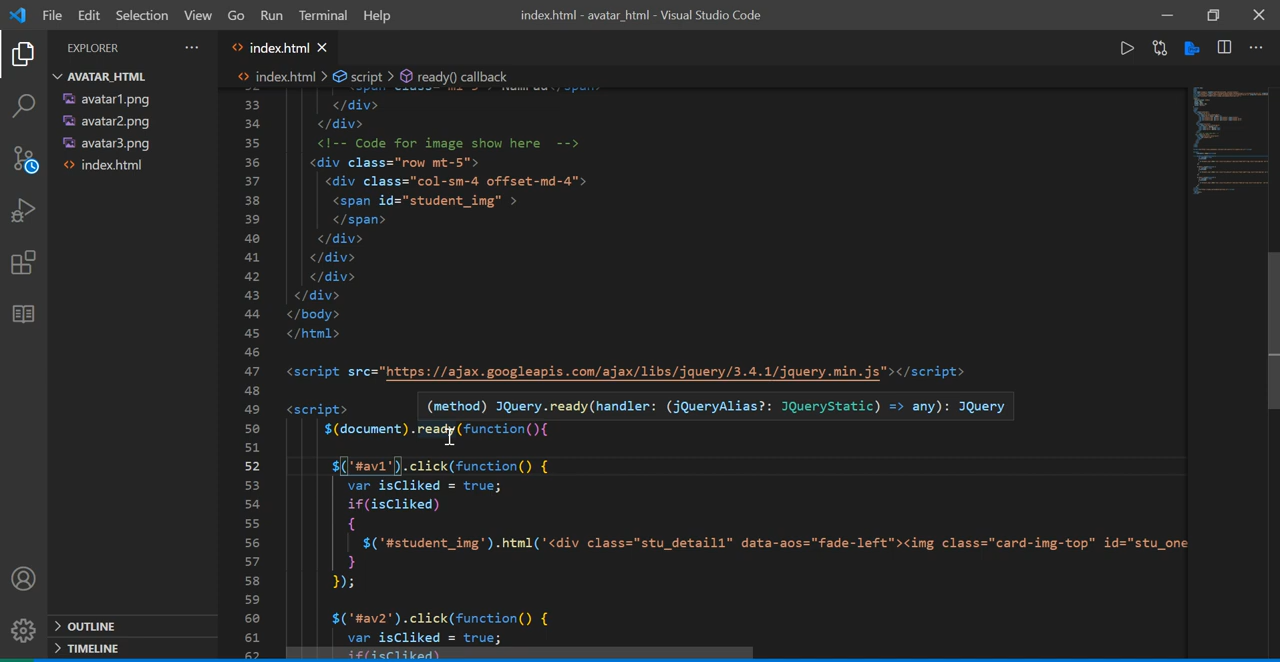 File Edit Selection View Go Run Terminal Help
index.html - avatar_html - Visual Studio Code
EXPLORER
AVATAR_HTML
avatar1.png
avatar2.png
avatar3.png
index.html
OUTLINE
TIMELINE
index.html
index.html > script > ready() callback
33 </div>
34 </div>
35 <!-- Code for image show here -->
36 <div class="row mt-5">
37 <div class="col-sm-4 offset-md-4">
38 <span id="student_img" >
39 </span>
40 </div>
41 </div>
42 </div>
43 </div>
44 </body>
45 </html>
46
47 <script src="https://ajax.googleapis.com/ajax/libs/jquery/3.4.1/jquery.min.js"></script>
48
49 <script>
(method) JQuery.ready(handler: (jQueryAlias?: JQueryStatic) => any): JQuery
50 $(document).ready(function(){
51
52 $('#av1').click(function() {
53 var isCliked = true;
54 if(isCliked)
55 {
56 $('#student_img').html('<div class="stu_detail1" data-aos="fade-left"><img class="card-img-top" id="stu_one
57 }
58 });
59
60 $('#av2').click(function() {
61 var isCliked = true;
62 if(isCliked)